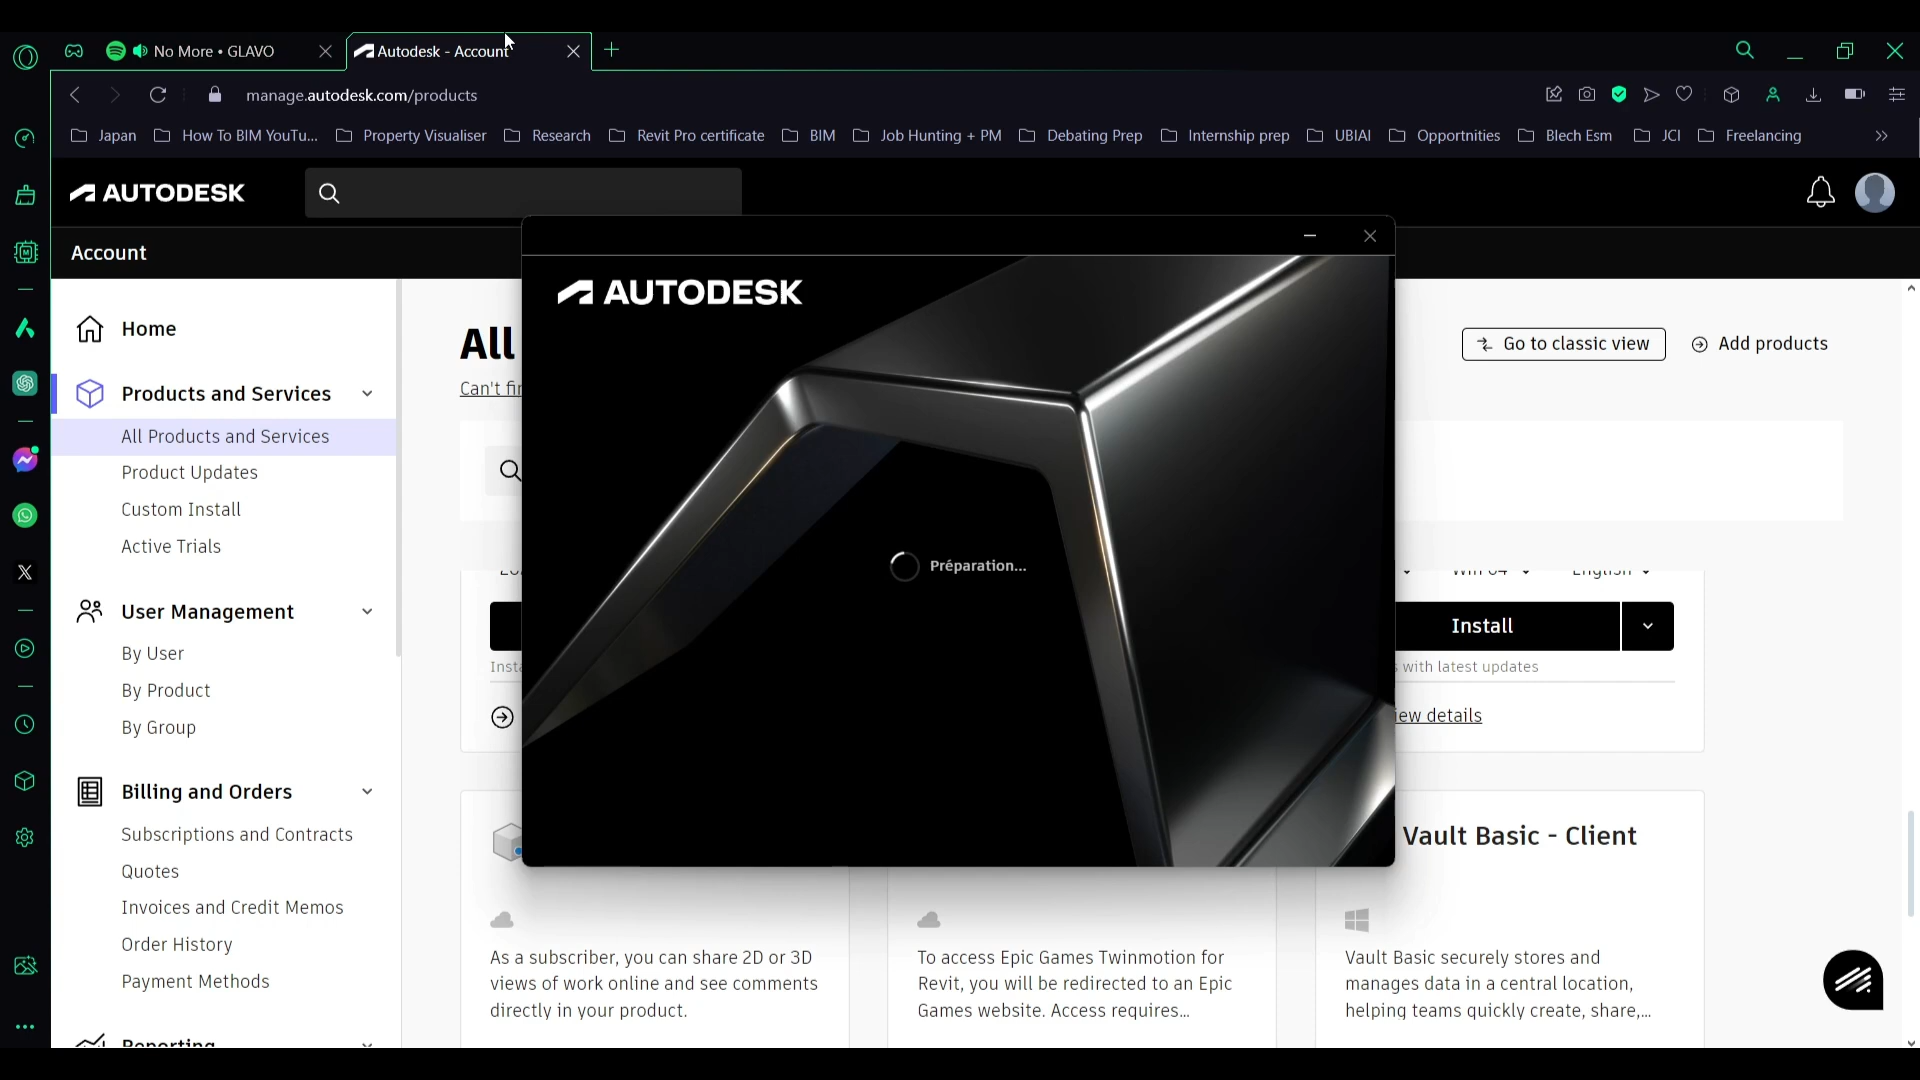 No More • GLAVO
Autodesk - Account
manage.autodesk.com/products
Japan
How To BIM YouTu...
Property Visualiser
Research
Revit Pro certificate
BIM
Job Hunting + PM
Debating Prep
Internship prep
UBIAI
Opportnities
Blech Esm
JCI
Freelancing
AUTODESK
Account
AUTODESK
Home
Products and Services
All Products and Services
Product Updates
Custom Install
Active Trials
User Management
By User
By Product
By Group
Billing and Orders
Subscriptions and Contracts
Quotes
Invoices and Credit Memos
Order History
Payment Methods
Reporting
All
Can't fi
Go to classic view
Add products
Préparation...
English
Install
Insta
s with latest updates
iew details
Vault Basic - Client
As a subscriber, you can share 2D or 3D
views of work online and see comments
directly in your product.
To access Epic Games Twinmotion for
Revit, you will be redirected to an Epic
Games website. Access requires...
Vault Basic securely stores and
manages data in a central location,
helping teams quickly create, share,...